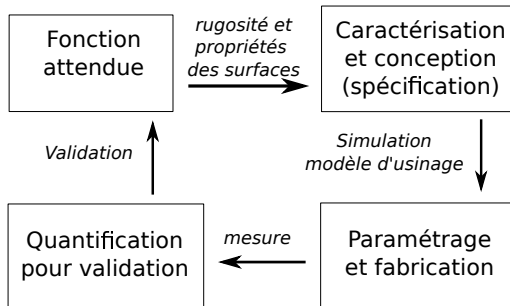 Fonction
attendue
rugosité et
propriétés
des surfaces
Caractérisation
et conception
(spécification)
Validation
Simulation
modèle d'usinage
Quantification
pour validation
mesure
Paramétrage
et fabrication